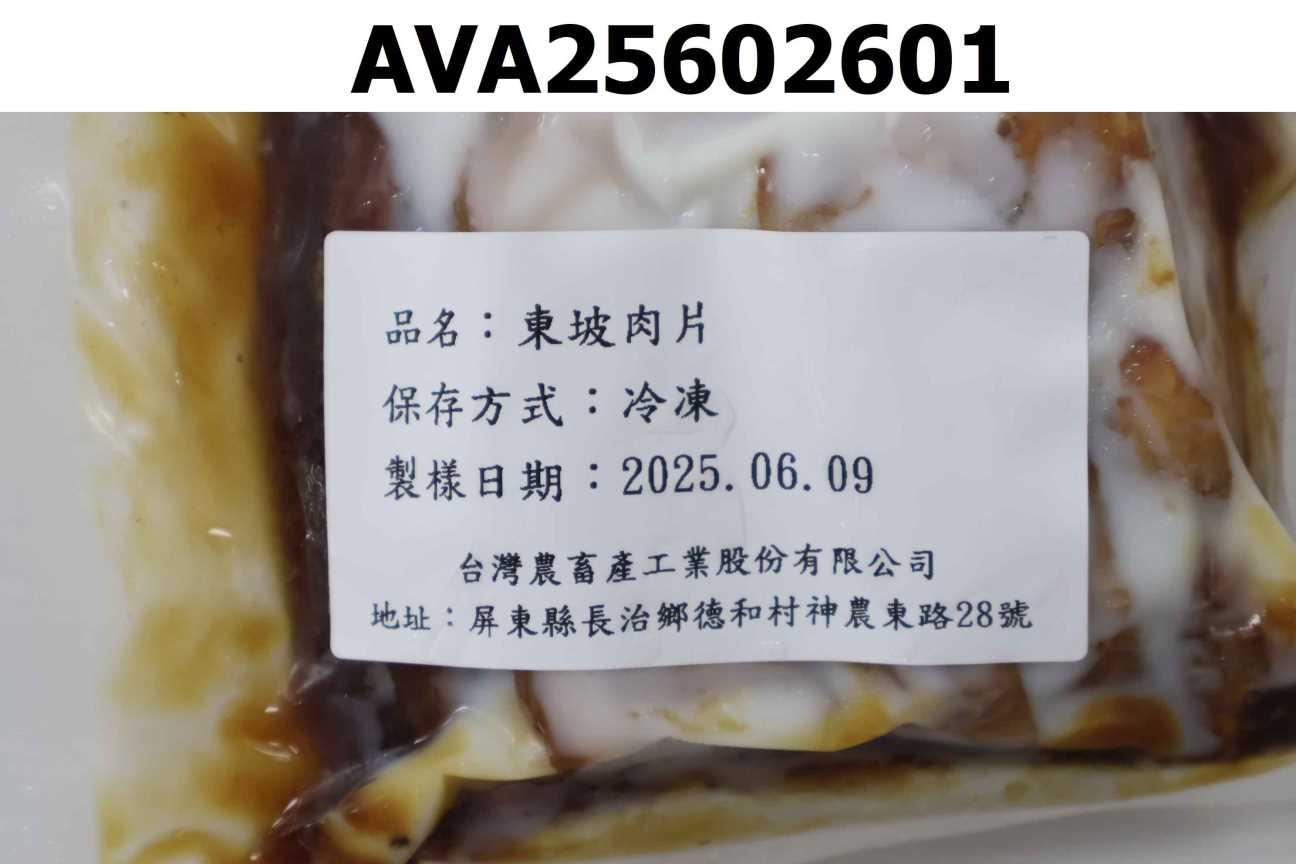 AVA25602601
品名：東坡肉片
保存方式：冷凍
製樣日期：2025.06.09
台灣農畜產工業股份有限公司
地址：屏東縣長治鄉德和村神農東路28號